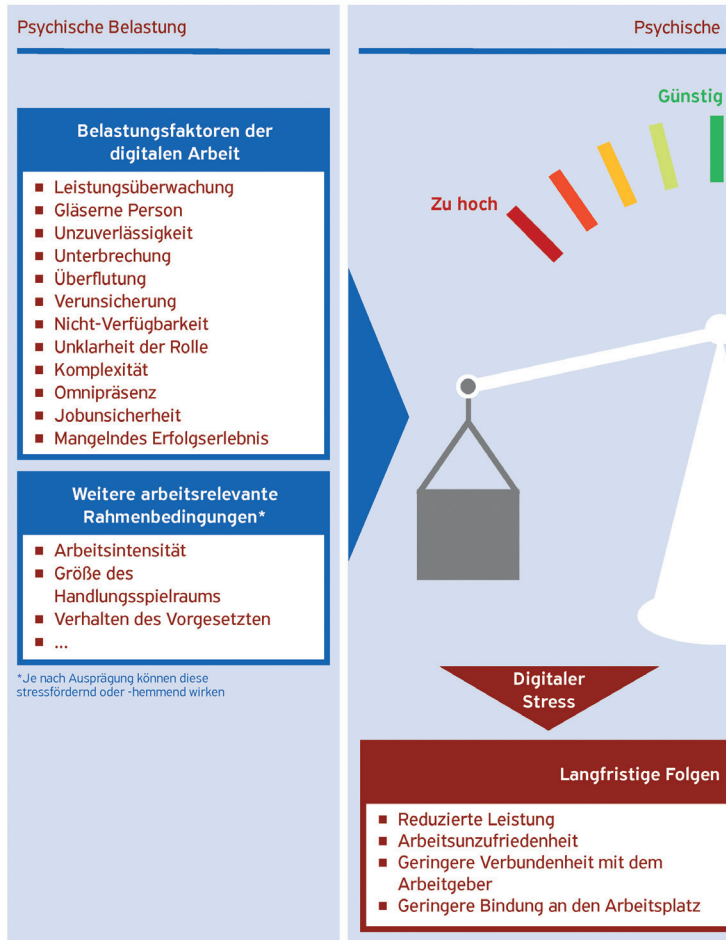 Psychische Belastung
Belastungsfaktoren der
digitalen Arbeit
Leistungsüberwachung
Gläserne Person
Unzuverlässigkeit
Unterbrechung
Überflutung
Verunsicherung
Nicht-Verfügbarkeit
Unklarheit der Rolle
Komplexität
Omnipräsenz
Jobunsicherheit
Mangelndes Erfolgserlebnis
Weitere arbeitsrelevante
Rahmenbedingungen*
Arbeitsintensität
Größe des
Handlungsspielraums
Verhalten des Vorgesetzten
...
*Je nach Ausprägung können diese
stressfördernd oder -hemmend wirken
Psychische
Günstig
Zu hoch
Digitaler
Stress
Langfristige Folgen
Reduzierte Leistung
Arbeitsunzufriedenheit
Geringere Verbundenheit mit dem
Arbeitgeber
Geringere Bindung an den Arbeitsplatz